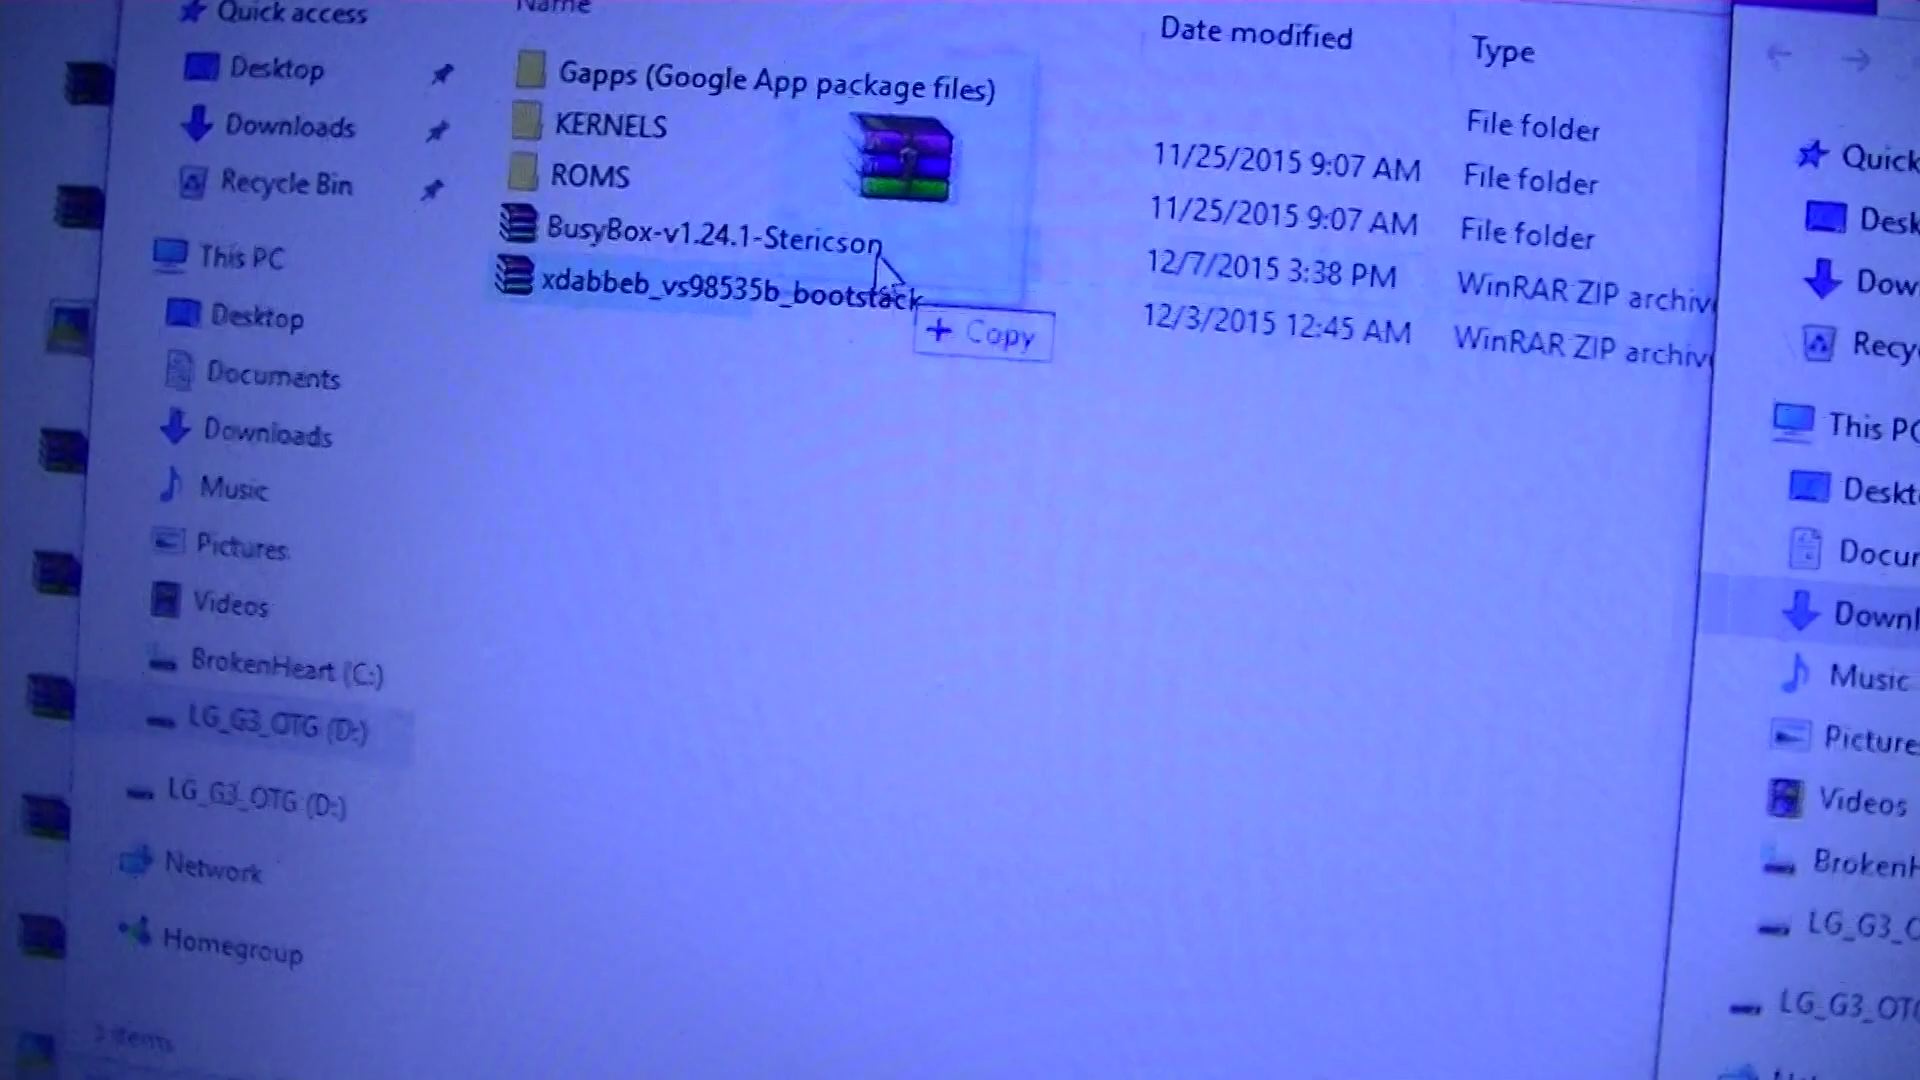 Quick access
Desktop
Downloads
Recycle Bin
This PC
Desktop
Documents
Downloads
Music
Pictures
Videos
BrokenHeart (C:)
LG_G3_OTG (D:)
LG_G3_OTG (D:)
Network
Homegroup
items
Name
Date modified
Type
Gapps (Google App package files)
File folder
KERNELS
11/25/2015 9:07 AM
File folder
ROMS
11/25/2015 9:07 AM
File folder
BusyBox-v1.24.1-Stericson
12/7/2015 3:38 PM
WinRAR ZIP archiv
xdabbeb_vs98535b_bootstack
12/3/2015 12:45 AM
WinRAR ZIP archiv
+ Copy
Quick
Desk
Dow
Recy
This PC
Deskt
Docur
Downl
Music
Picture
Videos
BrokenH
LG_G3_O
LG_G3_OTG